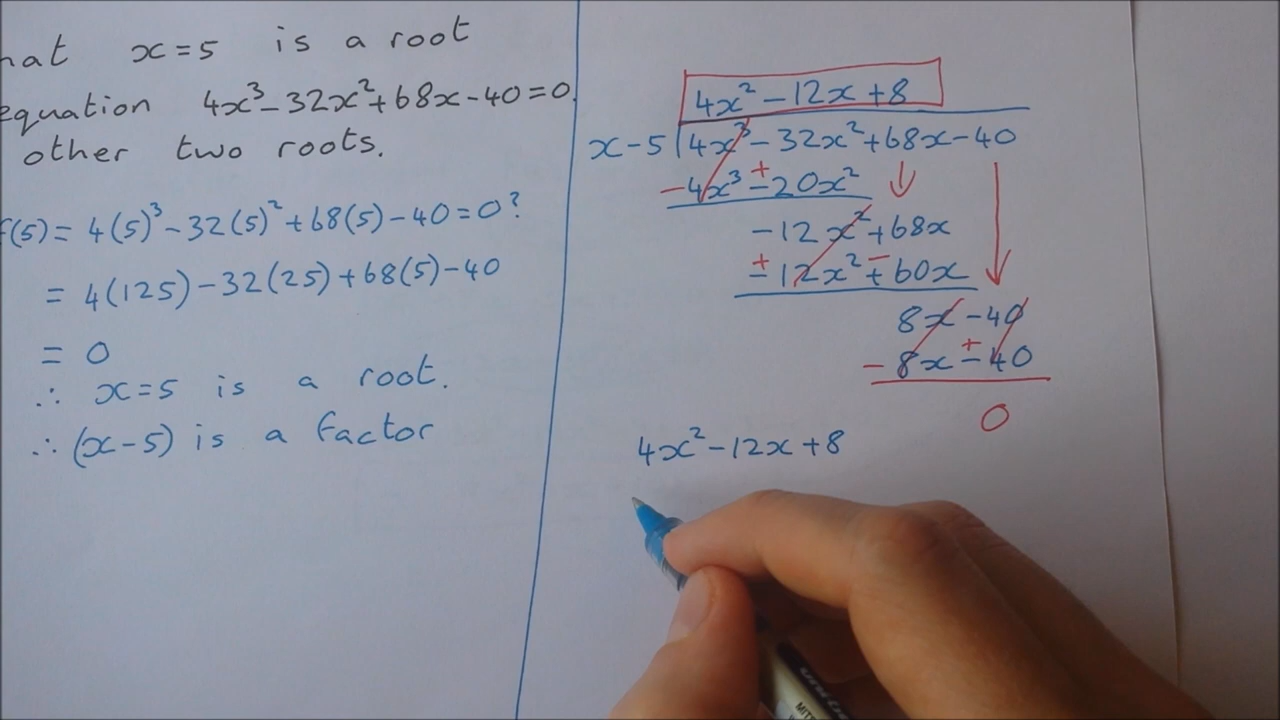 x=5 is a root
equation 4x³-32x²+68x-40=0.
other two roots.
f(5)= 4(5)³-32(5)²+68(5)-40=0?
= 4(125)-32(25)+68(5)-40
= 0
∴ x=5 is a root.
∴ (x-5) is a factor
4x²-12x+8
x-5 4x³-32x²+68x-40
-4x³ +-20x²
-12x²+68x
+-12x² -+60x
8x-40
-8x +-40
0
4x²-12x+8